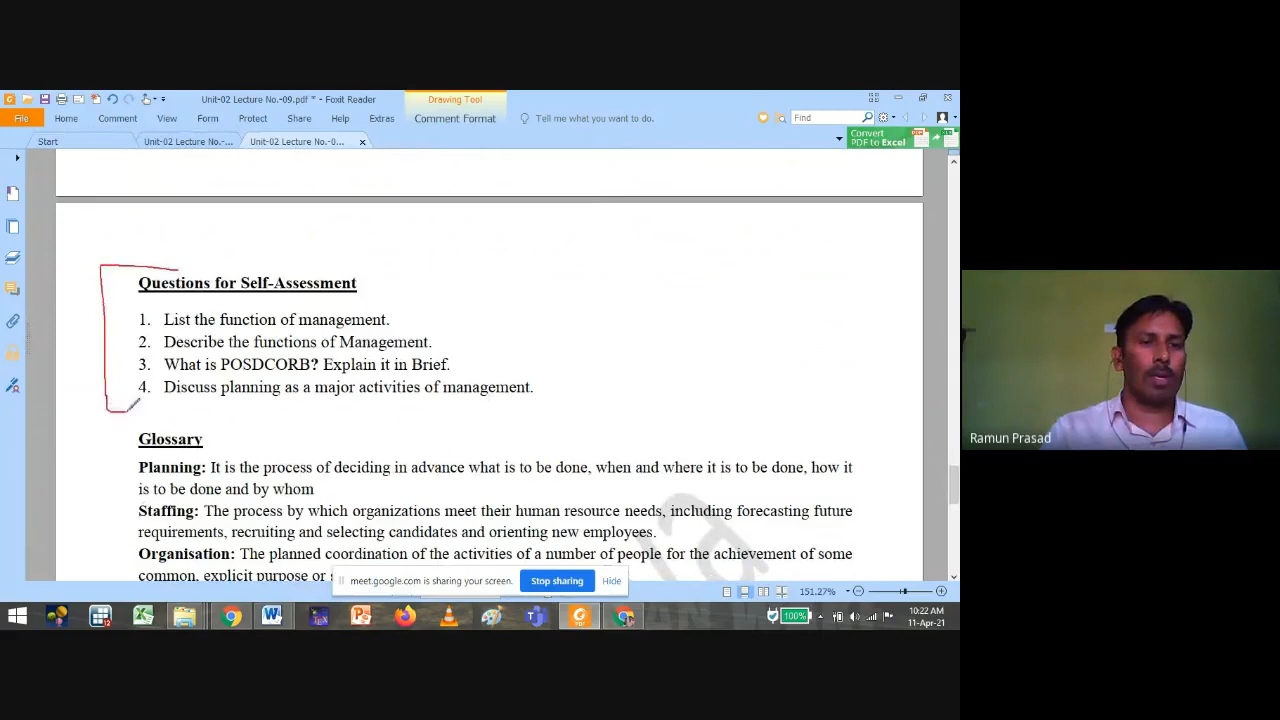 Unit-02 Lecture No.-09.pdf * - Foxit Reader
Drawing Tool
File
Home
Comment
View
Form
Protect
Share
Help
Extras
Comment Format
Tell me what you want to do.
Find
Start
Unit-02 Lecture No.-...
Unit-02 Lecture No.-0...
Convert
PDF to Excel
Questions for Self-Assessment
1. List the function of management.
2. Describe the functions of Management.
3. What is POSDCORB? Explain it in Brief.
4. Discuss planning as a major activities of management.
Glossary
Planning: It is the process of deciding in advance what is to be done, when and where it is to be done, how it
is to be done and by whom
Staffing: The process by which organizations meet their human resource needs, including forecasting future
requirements, recruiting and selecting candidates and orienting new employees.
Organisation: The planned coordination of the activities of a number of people for the achievement of some
common, explicit purpose or
meet.google.com is sharing your screen.
Stop sharing
Hide
151.27%
100%
10:22 AM
11-Apr-21
Ramun Prasad